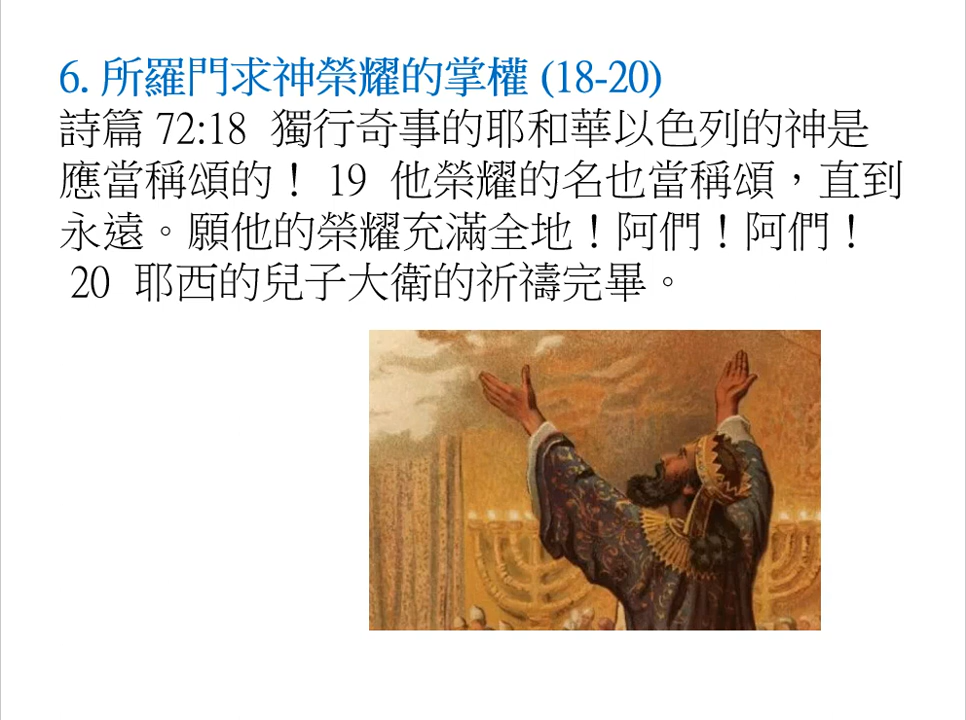 6. 所羅門求神榮耀的掌權 (18-20)
詩篇 72:18 獨行奇事的耶和華以色列的神是
應當稱頌的！ 19 他榮耀的名也當稱頌，直到
永遠。願他的榮耀充滿全地！阿們！阿們！
20 耶西的兒子大衛的祈禱完畢。